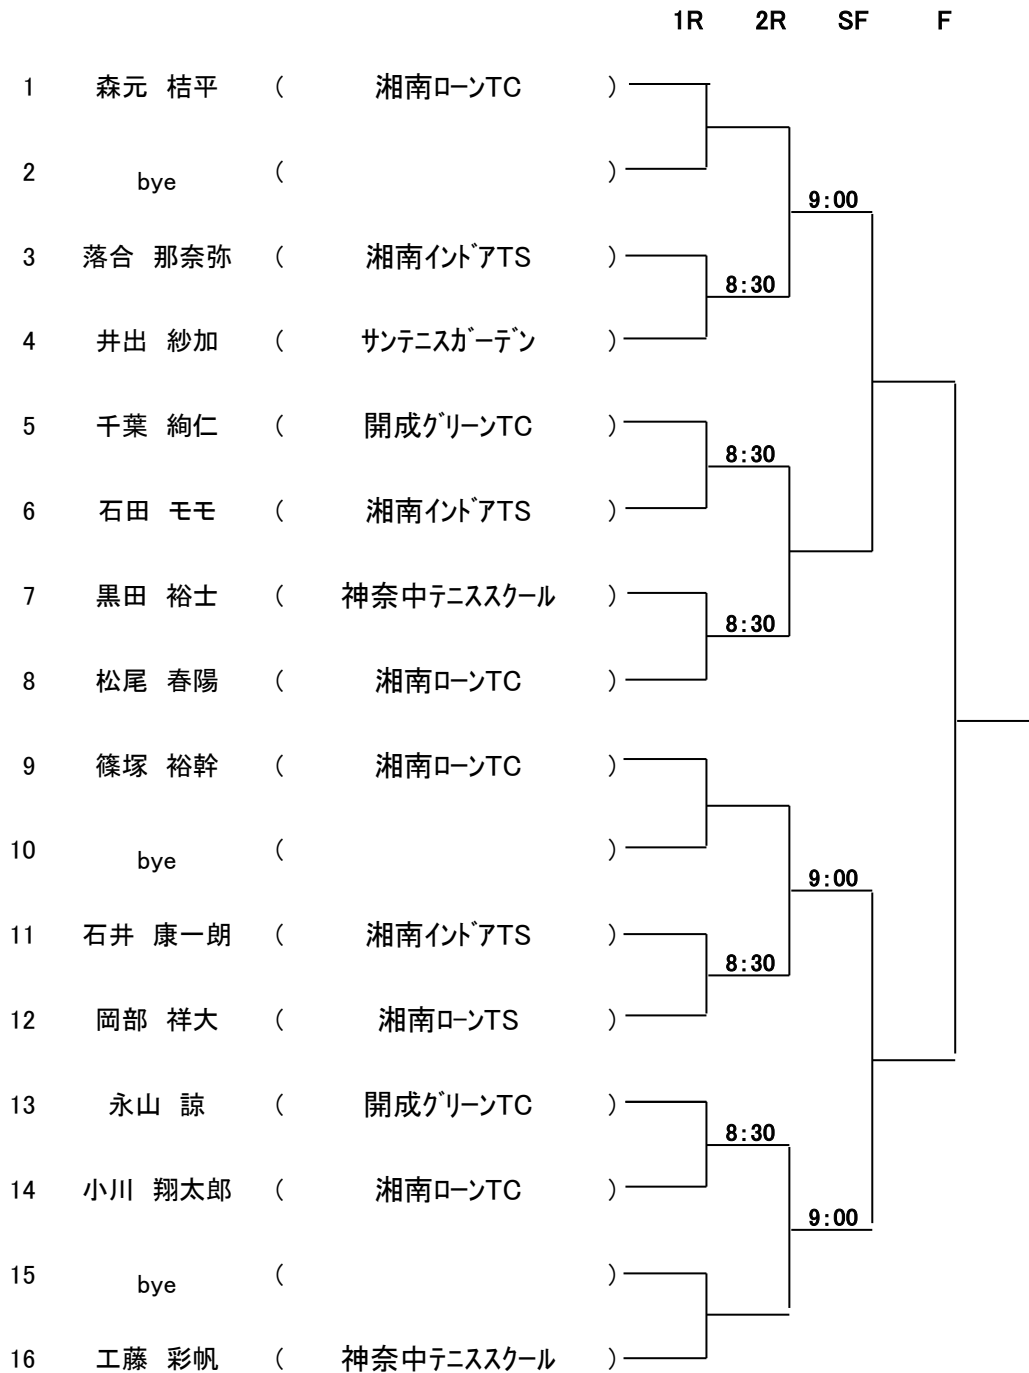 1R 2R SF F
1 森元 桔平 ( 湘南ローンTC )
2 bye ( )
9:00
3 落合 那奈弥 ( 湘南インドアTS )
8:30
4 井出 紗加 ( サンテニスガーデン )
5 千葉 絢仁 ( 開成グリーンTC )
8:30
6 石田 モモ ( 湘南インドアTS )
7 黒田 裕士 ( 神奈中テニススクール )
8:30
8 松尾 春陽 ( 湘南ローンTC )
9 篠塚 裕幹 ( 湘南ローンTC )
10 bye ( )
9:00
11 石井 康一朗 ( 湘南インドアTS )
8:30
12 岡部 祥大 ( 湘南ローンTS )
13 永山 諒 ( 開成グリーンTC )
8:30
14 小川 翔太郎 ( 湘南ローンTC )
9:00
15 bye ( )
16 工藤 彩帆 ( 神奈中テニススクール )